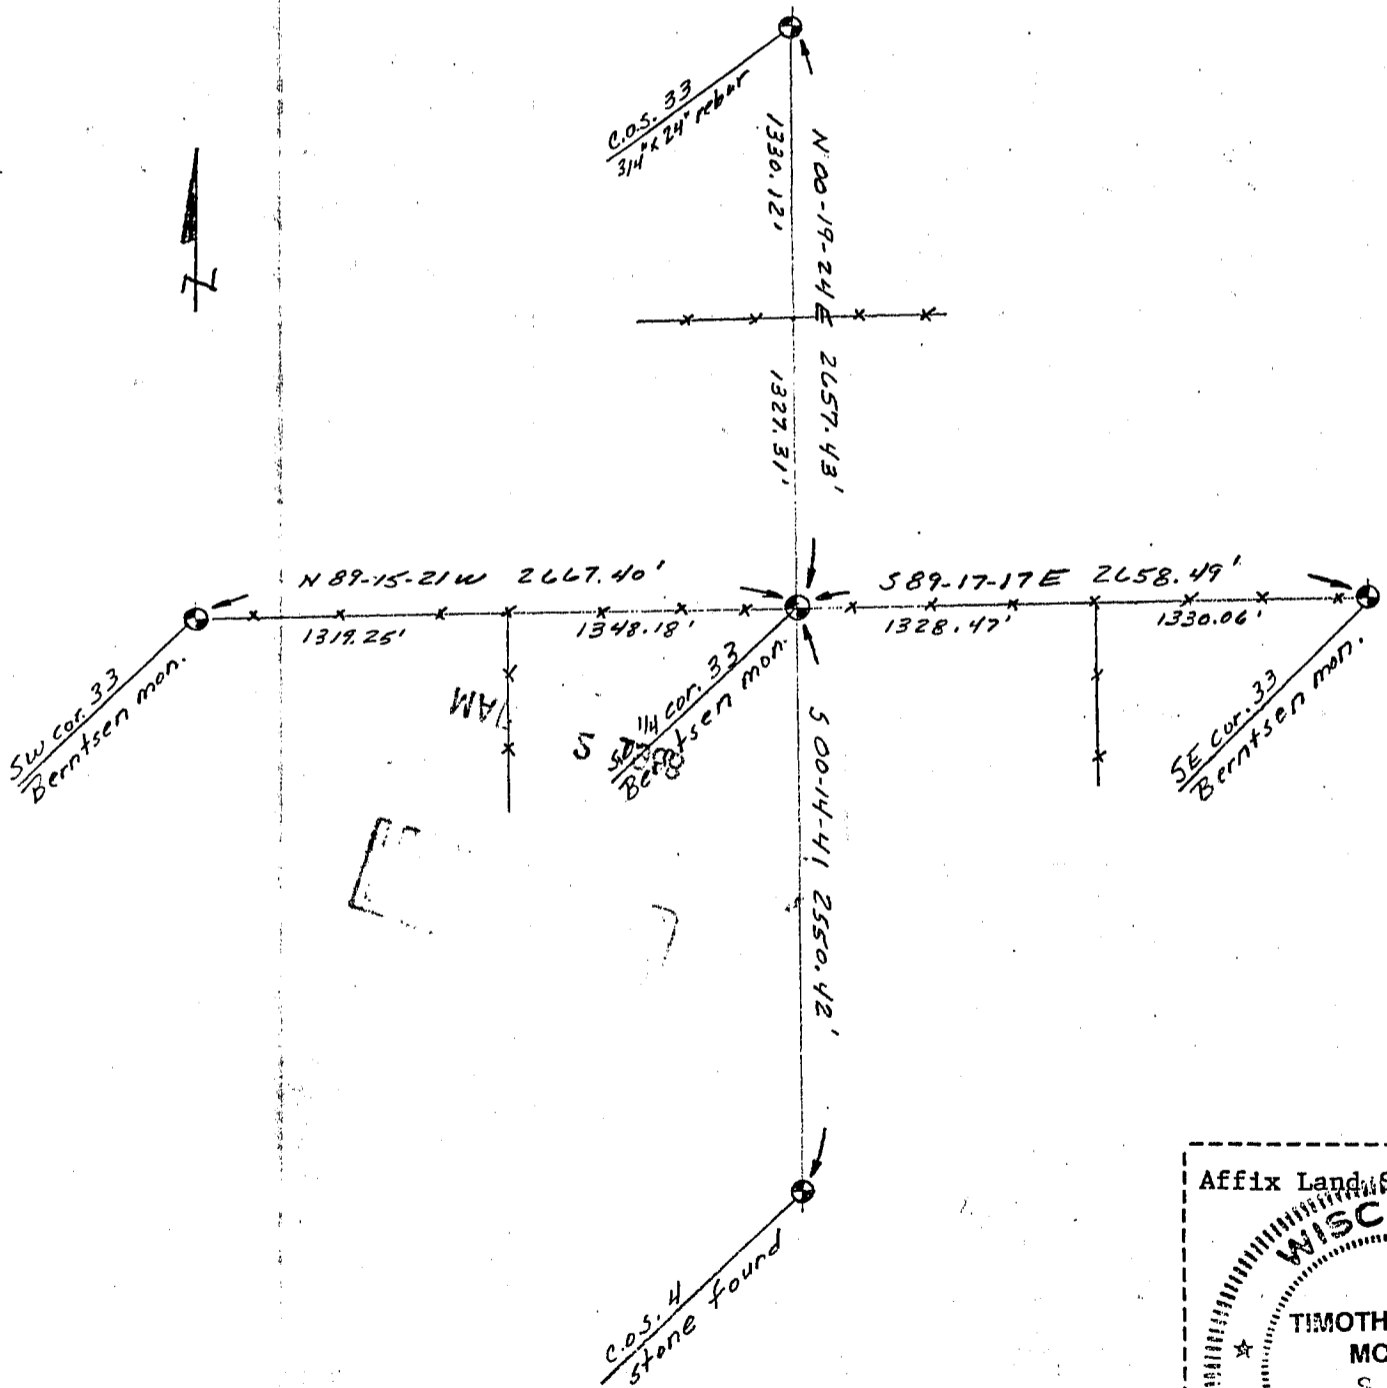 C.O.S. 33
3/4" x 24" rebur
1330.12'
N 00-19-24 E 2657.43'
1327.31'
N
N 89-15-21 W 2667.40'
S 89-17-17 E 2658.49'
1319.25'
1348.18'
1328.47'
1330.06'
SW cor. 33
Berntsen mon.
1/4 cor. 33
Berntsen mon.
SE cor. 33
Berntsen mon.
S 00-14-41 2550.42'
C.O.S. 4
Stone found
Affix Land
WISC
TIMOTH
MC